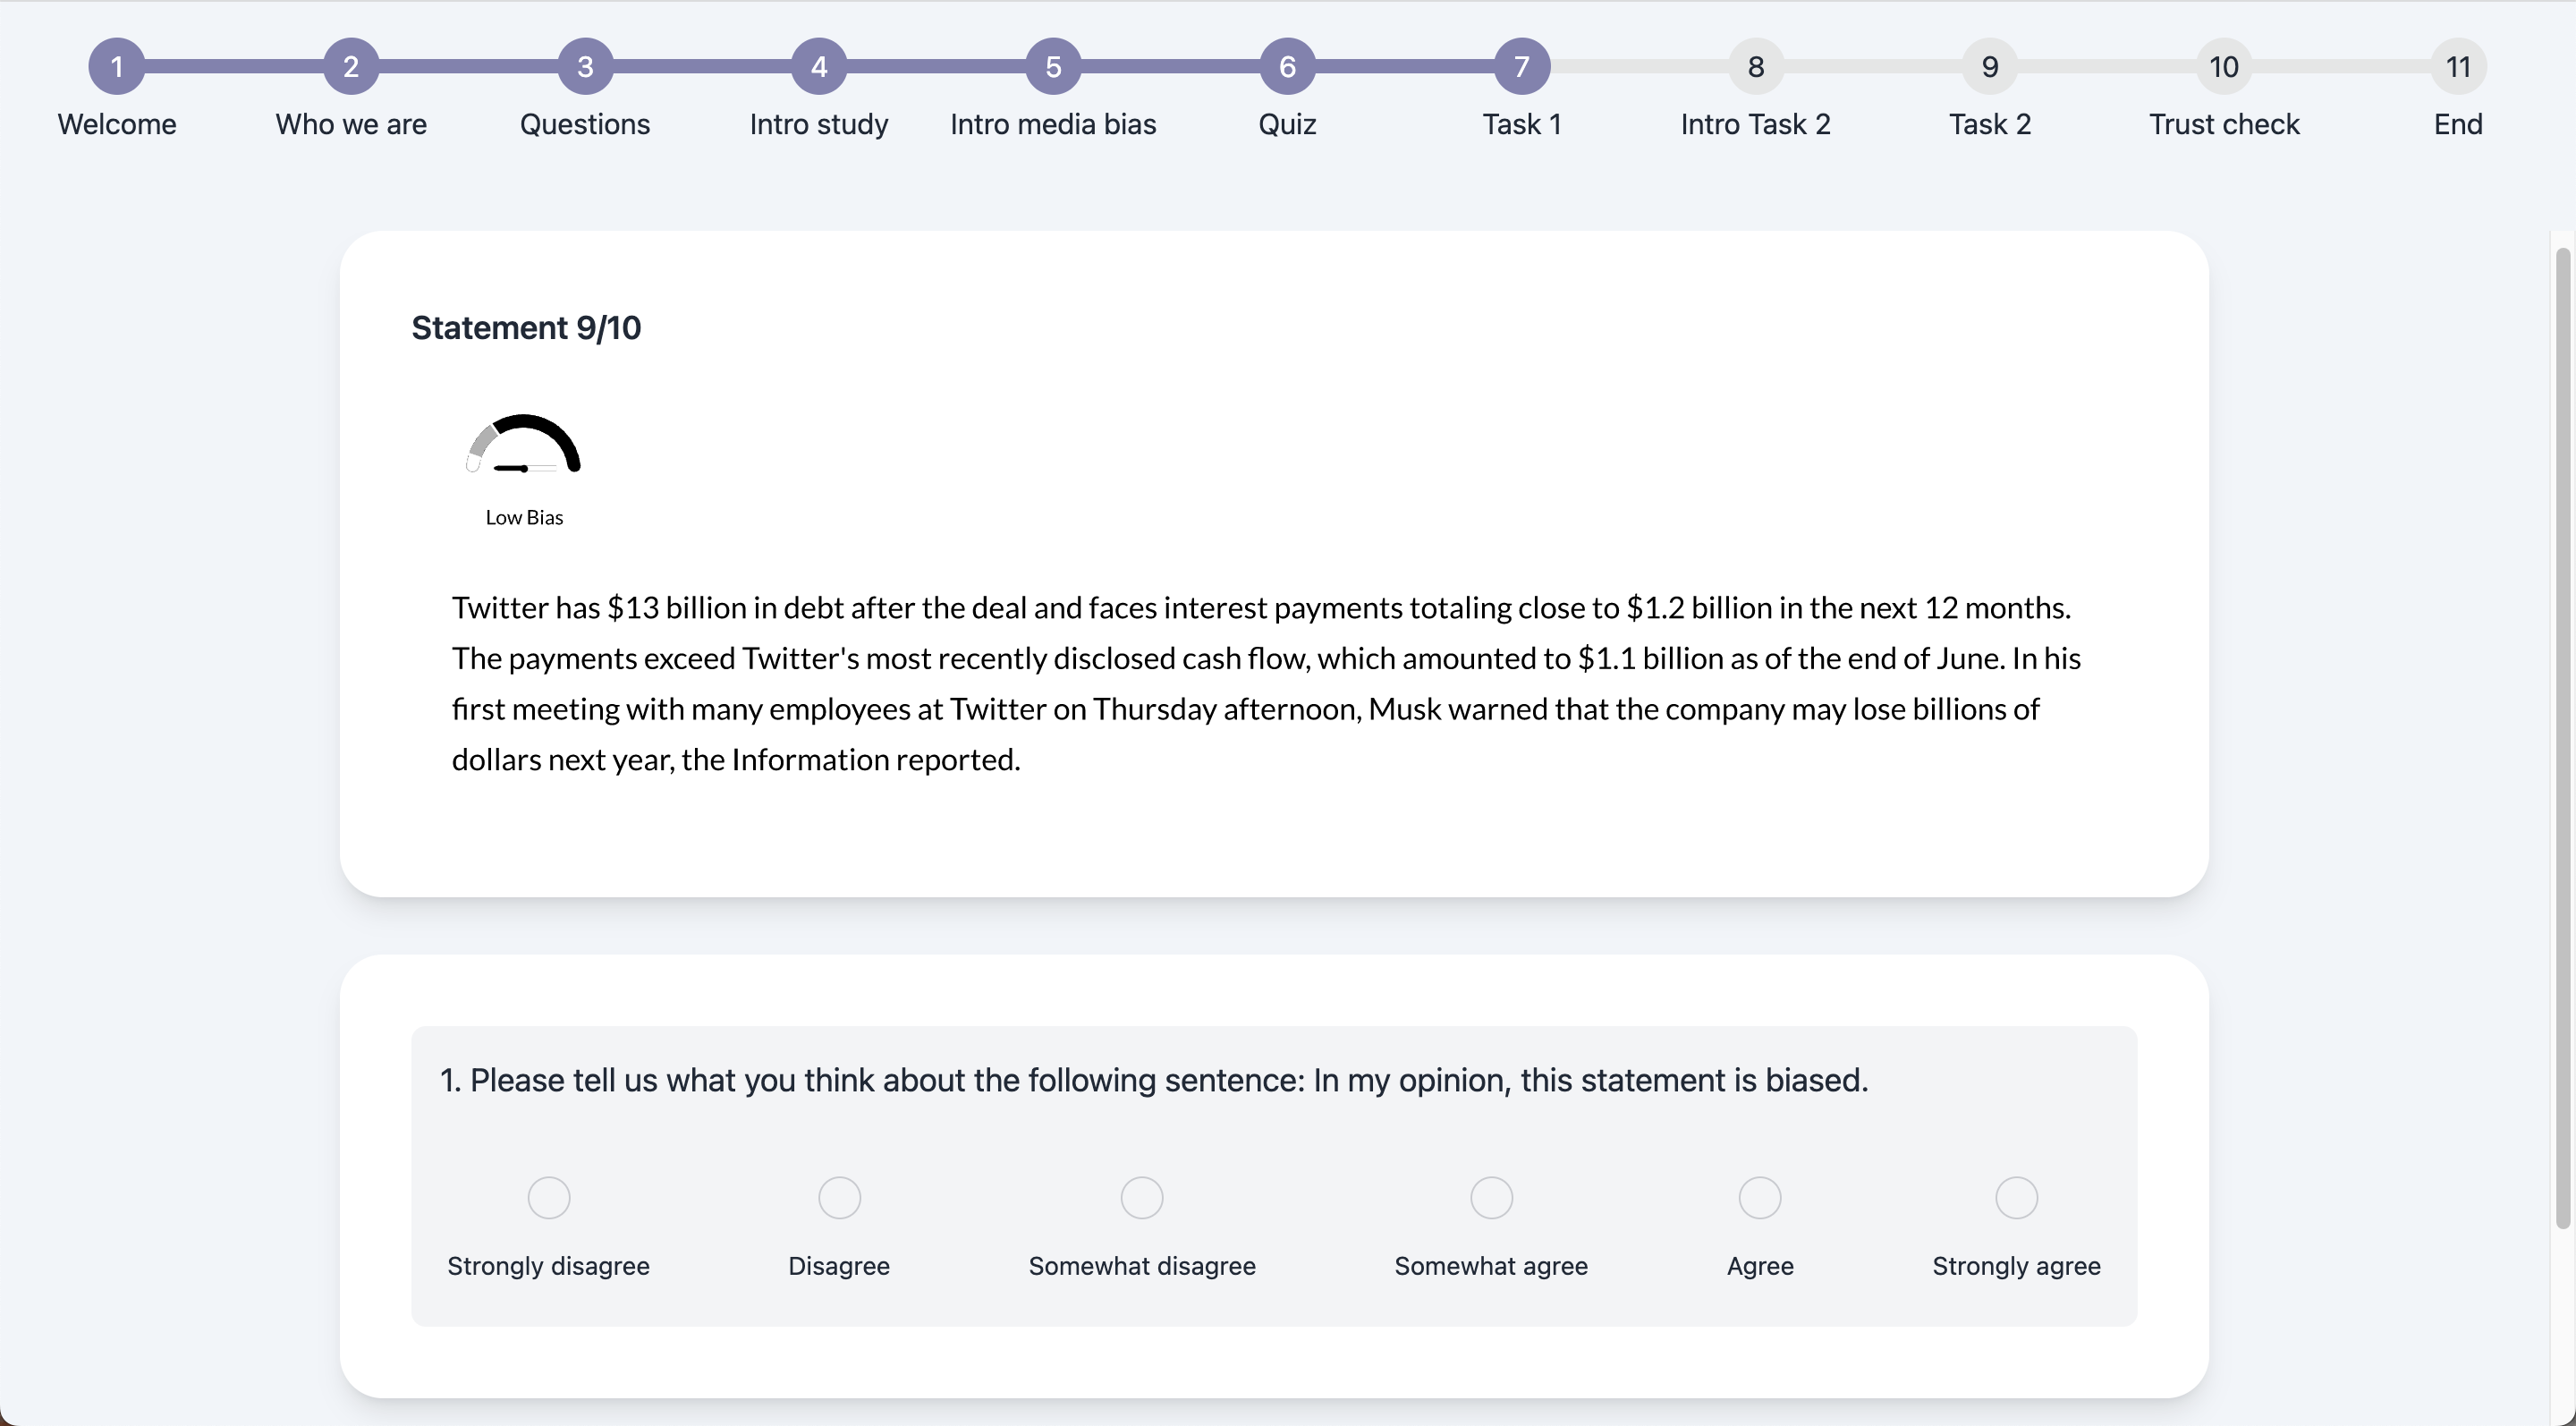 1 2 3 4 5 6 7 8 9 10 11
Welcome Who we are Questions Intro study Intro media bias Quiz Task 1 Intro Task 2 Task 2 Trust check End
Statement 9/10
Low Bias
Twitter has $13 billion in debt after the deal and faces interest payments totaling close to $1.2 billion in the next 12 months.
The payments exceed Twitter's most recently disclosed cash flow, which amounted to $1.1 billion as of the end of June. In his
first meeting with many employees at Twitter on Thursday afternoon, Musk warned that the company may lose billions of
dollars next year, the Information reported.
1. Please tell us what you think about the following sentence: In my opinion, this statement is biased.
Strongly disagree Disagree Somewhat disagree Somewhat agree Agree Strongly agree